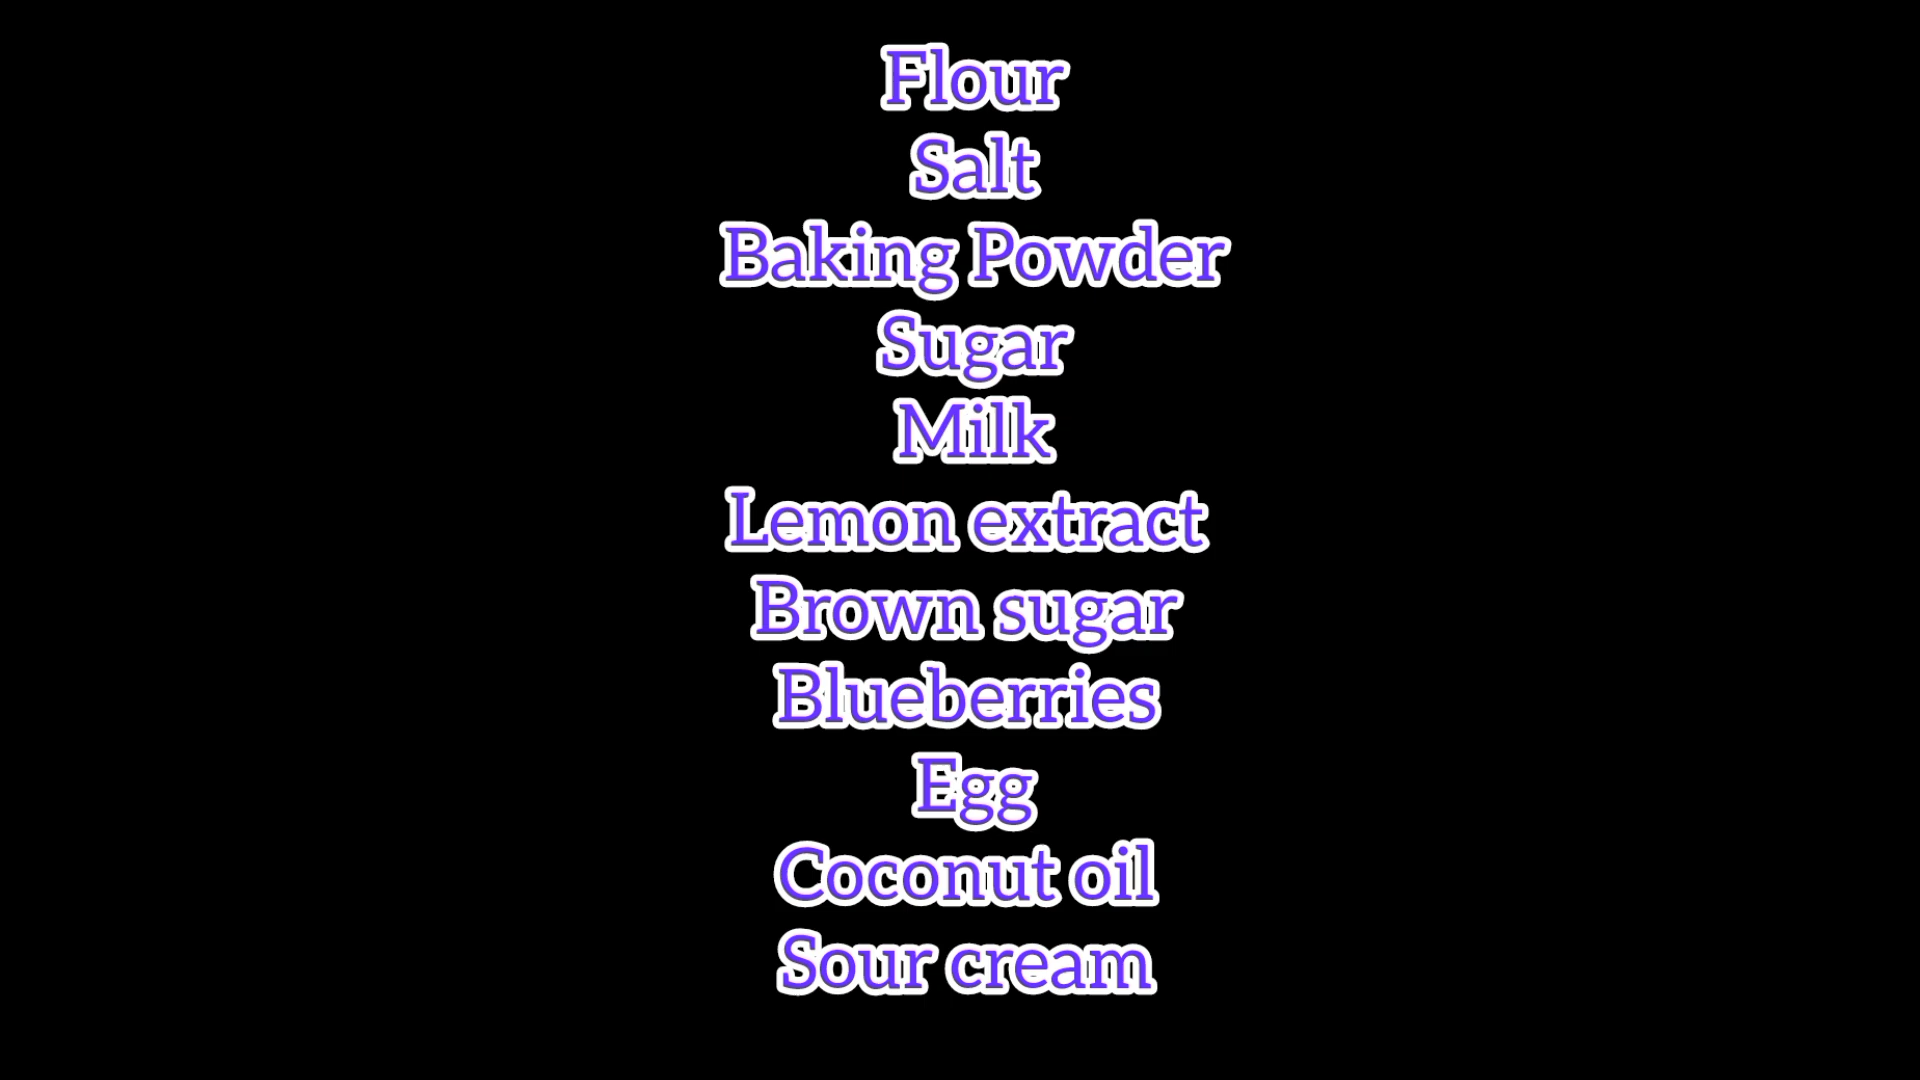 Flour
Salt
Baking Powder
Sugar
Milk
Lemon extract
Brown sugar
Blueberries
Egg
Coconut oil
Sour cream